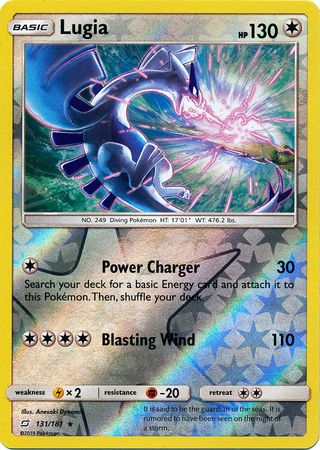 BASIC Lugia HP 130
NO. 249 Diving Pokémon HT: 17'01" WT: 476.2 lbs.
Power Charger 30
Search your deck for a basic Energy card and attach it
to this Pokémon. Then, shuffle your deck.
Blasting Wind 110
weakness ×2 resistance -20 retreat
Illus. Anesaki Dynamic
131/181 ★
©2019 Pokémon
It is said to be the guardian of the seas. It is
rumored to have been seen on the night of
a storm.